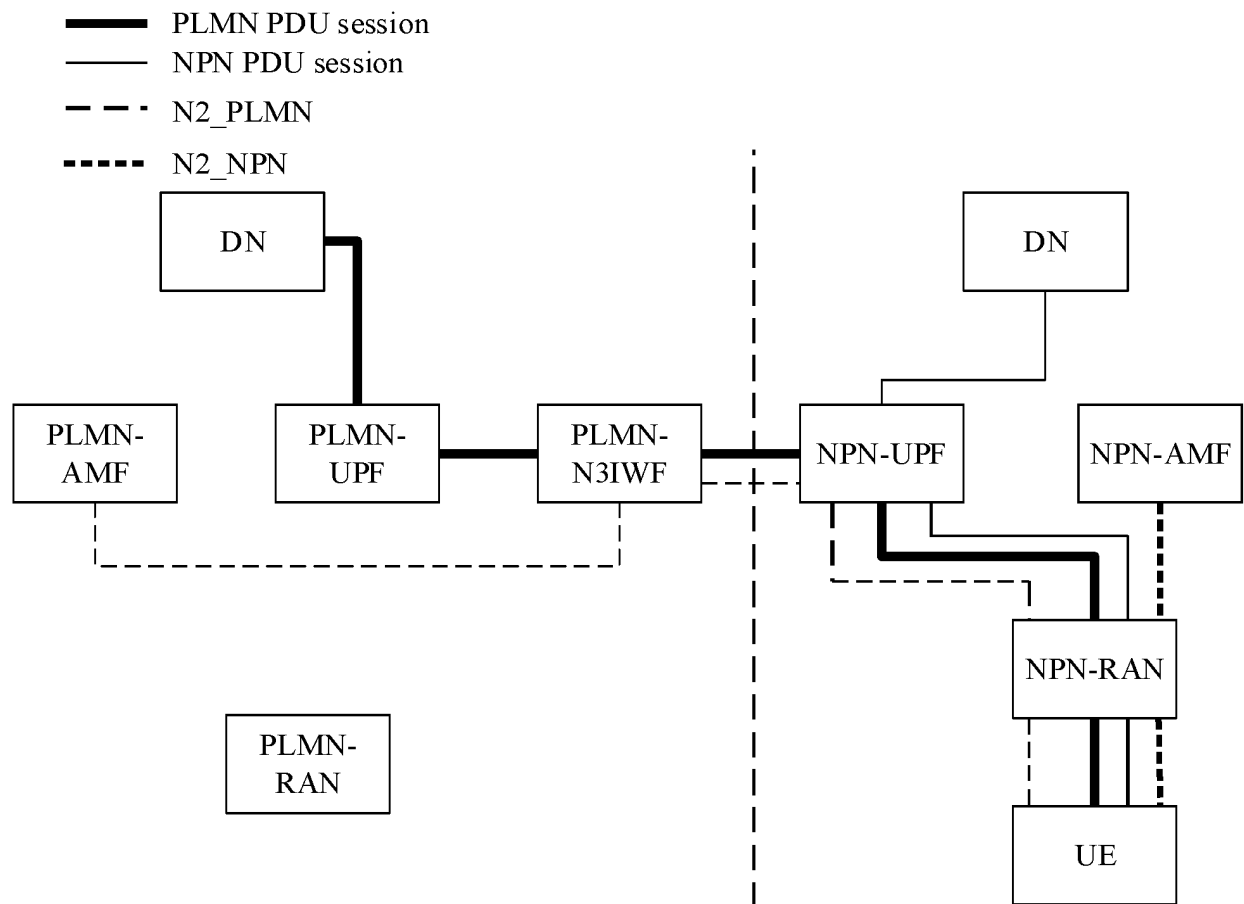 PLMN PDU session
NPN PDU session
N2_PLMN
N2_NPN
DN
DN
PLMN-
AMF
PLMN-
UPF
PLMN-
N3IWF
NPN-UPF
NPN-AMF
NPN-RAN
PLMN-
RAN
UE